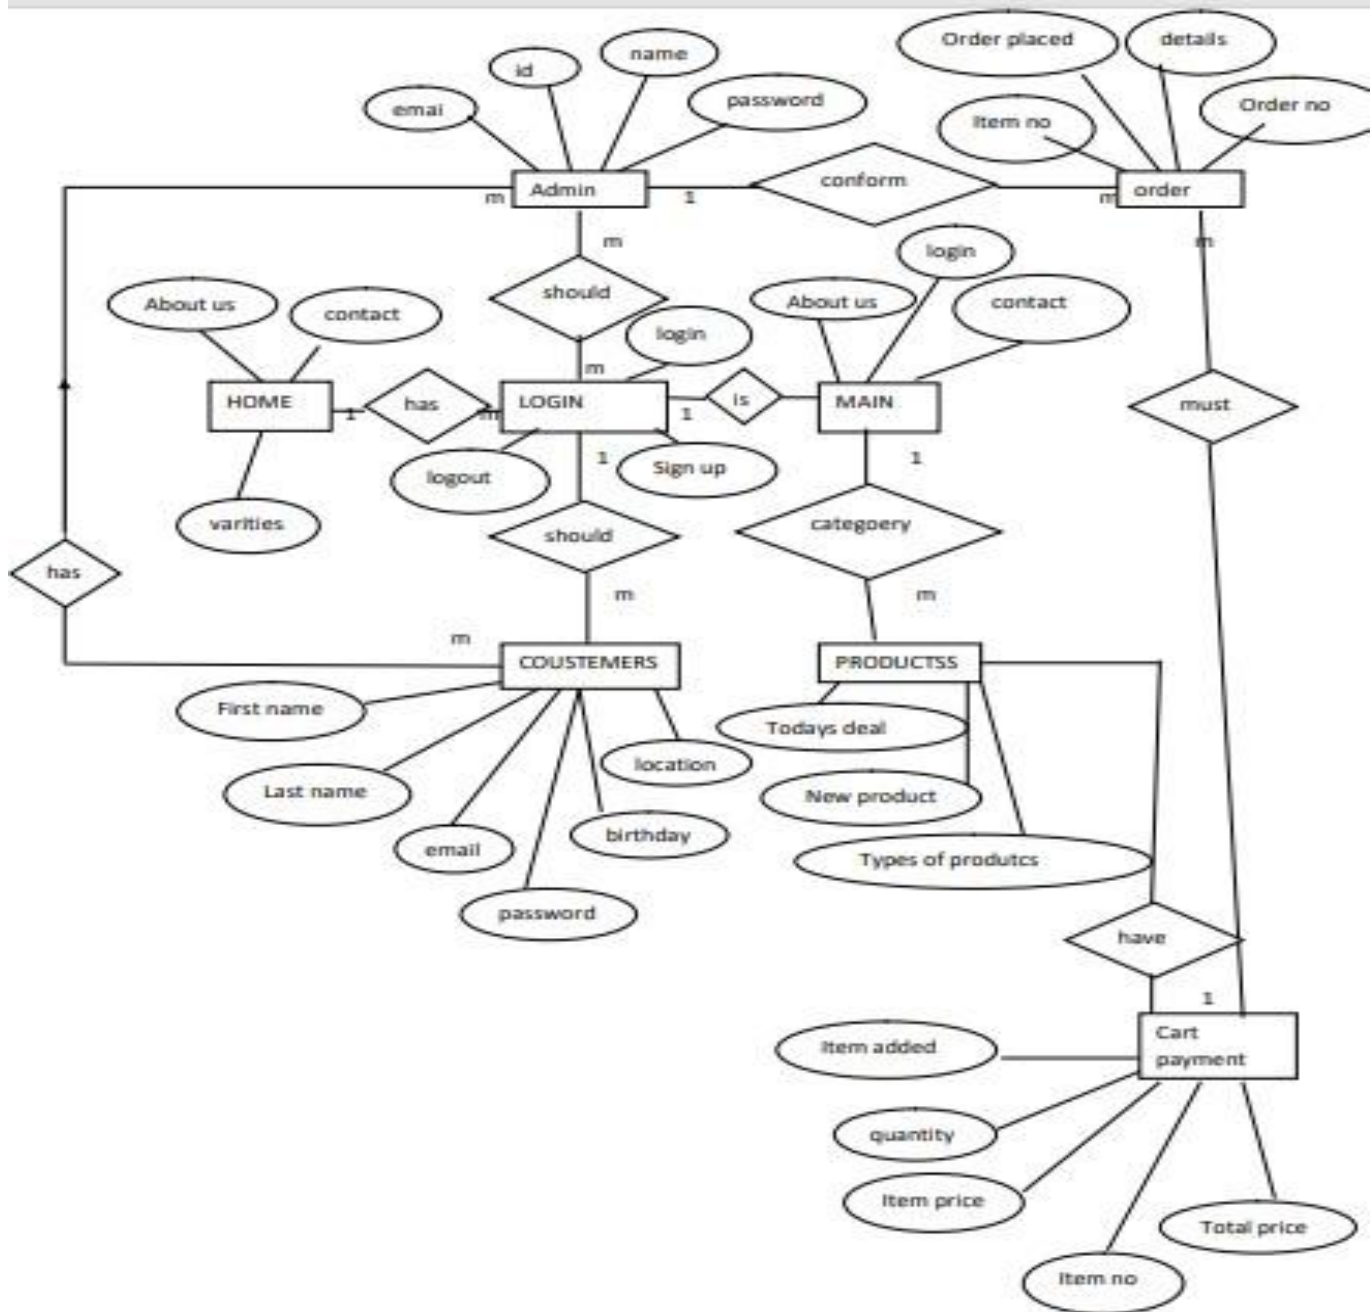 Order placed
details
name
id
password
emai
Order no
Item no
Admin
conform
order
m
1
m
m
m
login
should
About us
contact
About us
contact
login
m
HOME
has
LOGIN
is
MAIN
must
1
m
1
1
1
logout
Sign up
varities
should
categoery
has
m
m
m
COUSTEMERS
PRODUCTSS
First name
Todays deal
location
Last name
New product
birthday
email
Types of produtcs
password
have
1
Cart
payment
Item added
quantity
Item price
Total price
Item no